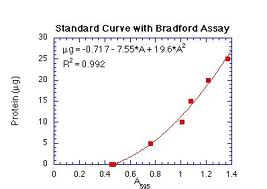 Standard Curve with Bradford Assay
µg = -0.717 - 7.55*A + 19.6*A²
R² = 0.992
Protein (µg)
30
25
20
15
10
5
0
0 0.2 0.4 0.6 0.8 1 1.2 1.4
A₅₉₅